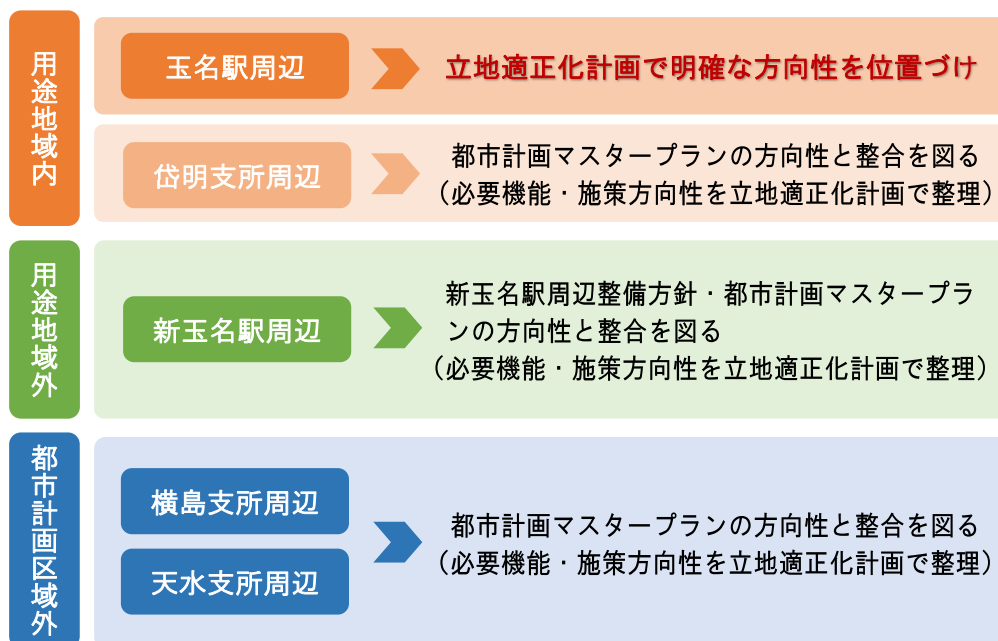 用途地域内
玉名駅周辺
立地適正化計画で明確な方向性を位置づけ
岱明支所周辺
都市計画マスタープランの方向性と整合を図る
（必要機能・施策方向性を立地適正化計画で整理）
用途地域外
新玉名駅周辺
新玉名駅周辺整備方針・都市計画マスタープラ
ンの方向性と整合を図る
（必要機能・施策方向性を立地適正化計画で整理）
都市計画区域外
横島支所周辺
天水支所周辺
都市計画マスタープランの方向性と整合を図る
（必要機能・施策方向性を立地適正化計画で整理）